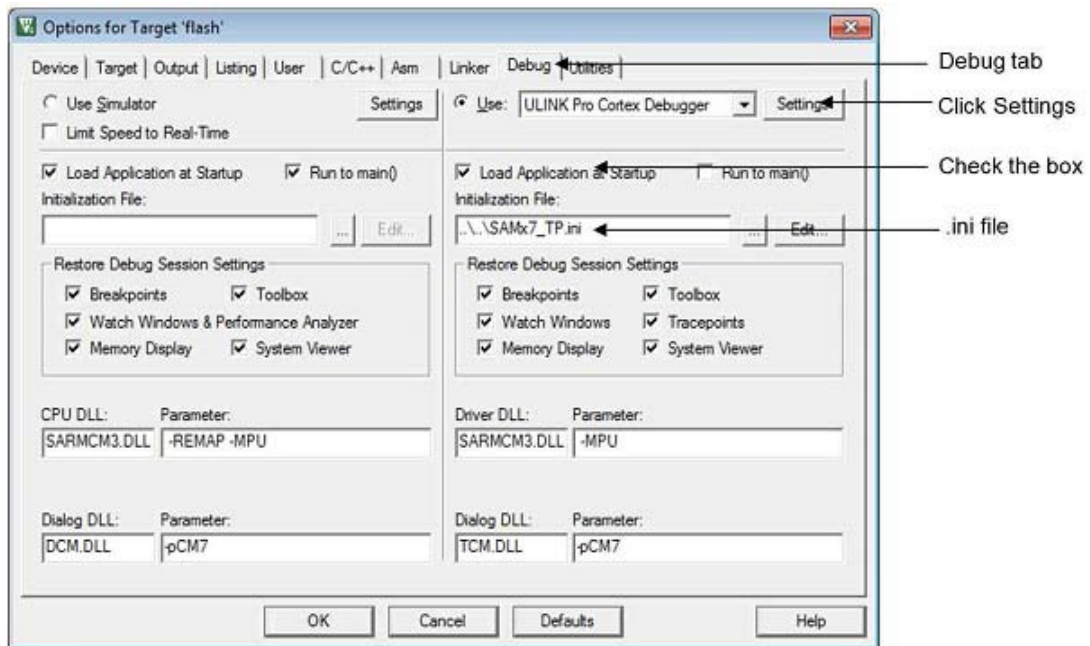 Options for Target 'flash'
Device Target Output Listing User C/C++ Asm Linker Debug Utilities
Debug tab
Use Simulator Settings Use: ULINK Pro Cortex Debugger Settings
Click Settings
Limit Speed to Real-Time
Load Application at Startup Run to main() Load Application at Startup Run to main()
Check the box
Initialization File: Initialization File:
... Edit... ..\..\SAMx7_TP.ini ... Edit...
.ini file
Restore Debug Session Settings Restore Debug Session Settings
Breakpoints Toolbox Breakpoints Toolbox
Watch Windows & Performance Analyzer Watch Windows Tracepoints
Memory Display System Viewer Memory Display System Viewer
CPU DLL: Parameter: Driver DLL: Parameter:
SARMCM3.DLL -REMAP -MPU SARMCM3.DLL -MPU
Dialog DLL: Parameter: Dialog DLL: Parameter:
DCM.DLL -pCM7 TCM.DLL -pCM7
OK Cancel Defaults Help